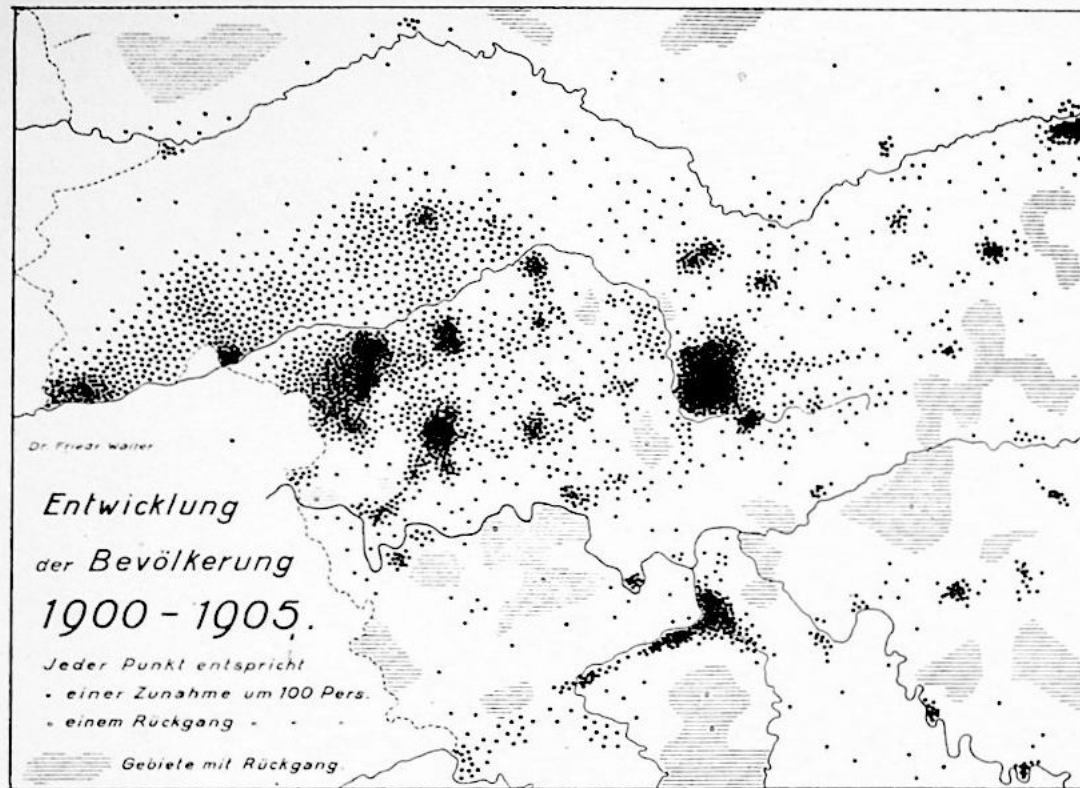 Dr. Friedr Walter
Entwicklung
der Bevölkerung
1900 - 1905.
Jeder Punkt entspricht
• einer Zunahme um 100 Pers.
◦ einem Rückgang " " "
Gebiete mit Rückgang.